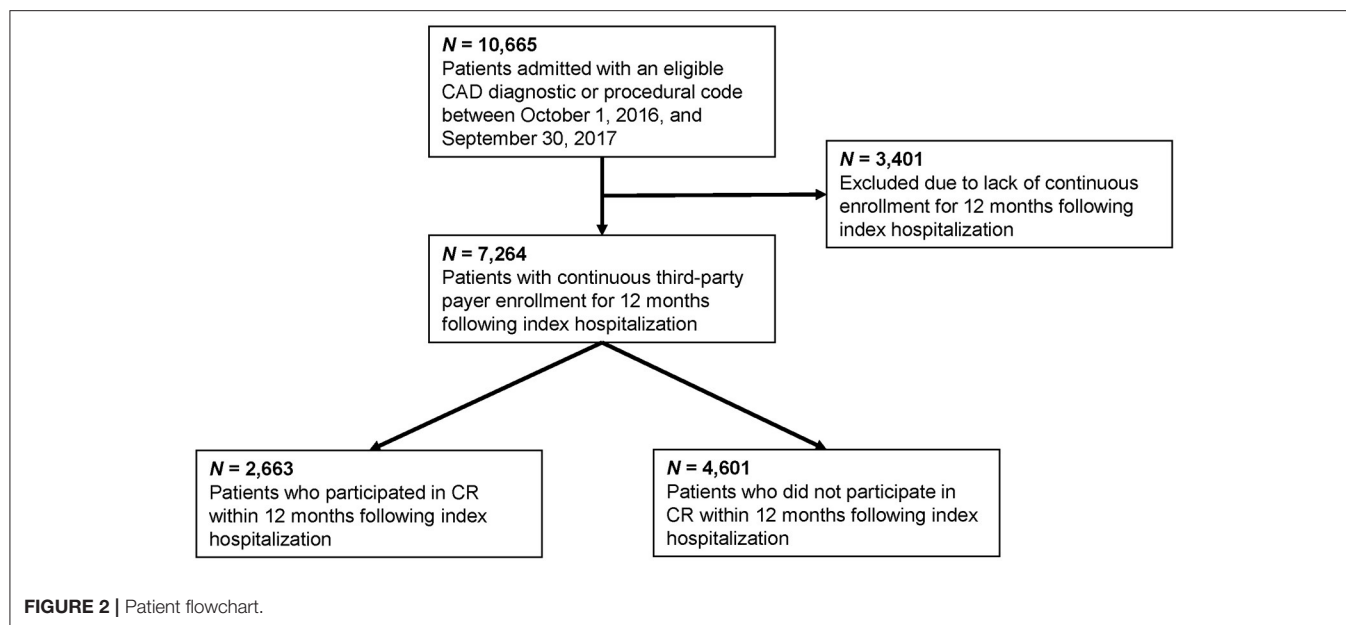 N = 10,665
Patients admitted with an eligible
CAD diagnostic or procedural code
between October 1, 2016, and
September 30, 2017
N = 3,401
Excluded due to lack of continuous
enrollment for 12 months following
index hospitalization
N = 7,264
Patients with continuous third-party
payer enrollment for 12 months
following index hospitalization
N = 2,663
Patients who participated in CR
within 12 months following index
hospitalization
N = 4,601
Patients who did not participate in
CR within 12 months following index
hospitalization
FIGURE 2 | Patient flowchart.